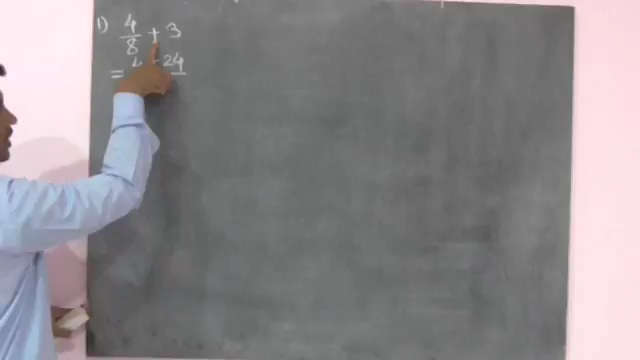 1) 4/8 + 3
= 4 + 24